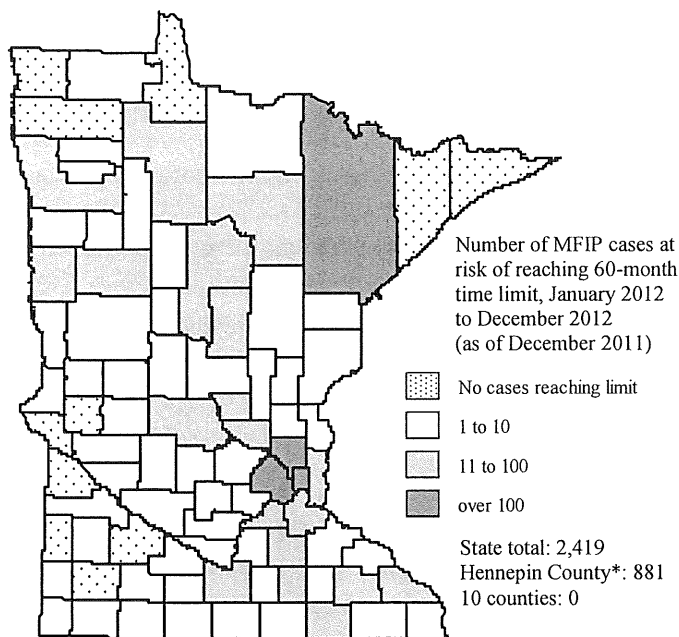 Number of MFIP cases at
risk of reaching 60-month
time limit, January 2012
to December 2012
(as of December 2011)
No cases reaching limit
1 to 10
11 to 100
over 100
State total: 2,419
Hennepin County*: 881
10 counties: 0